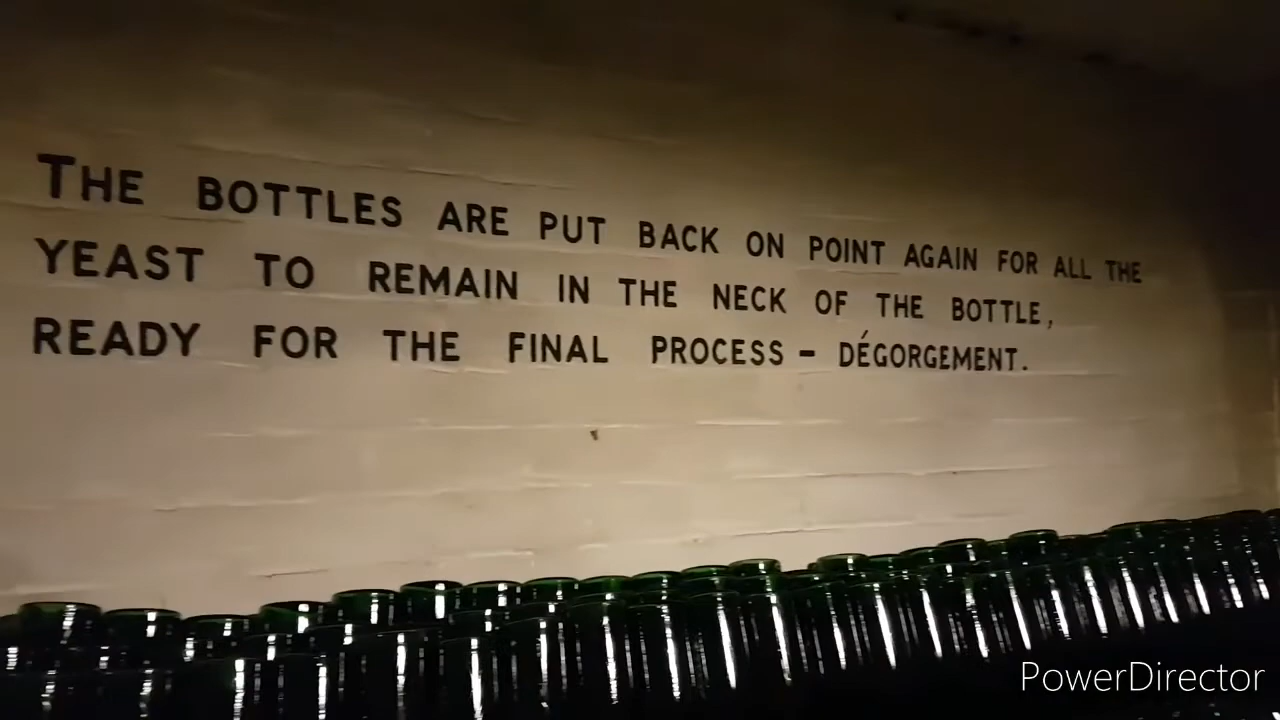 THE BOTTLES ARE PUT BACK ON POINT AGAIN FOR ALL THE
YEAST TO REMAIN IN THE NECK OF THE BOTTLE,
READY FOR THE FINAL PROCESS - DÉGORGEMENT.
PowerDirector